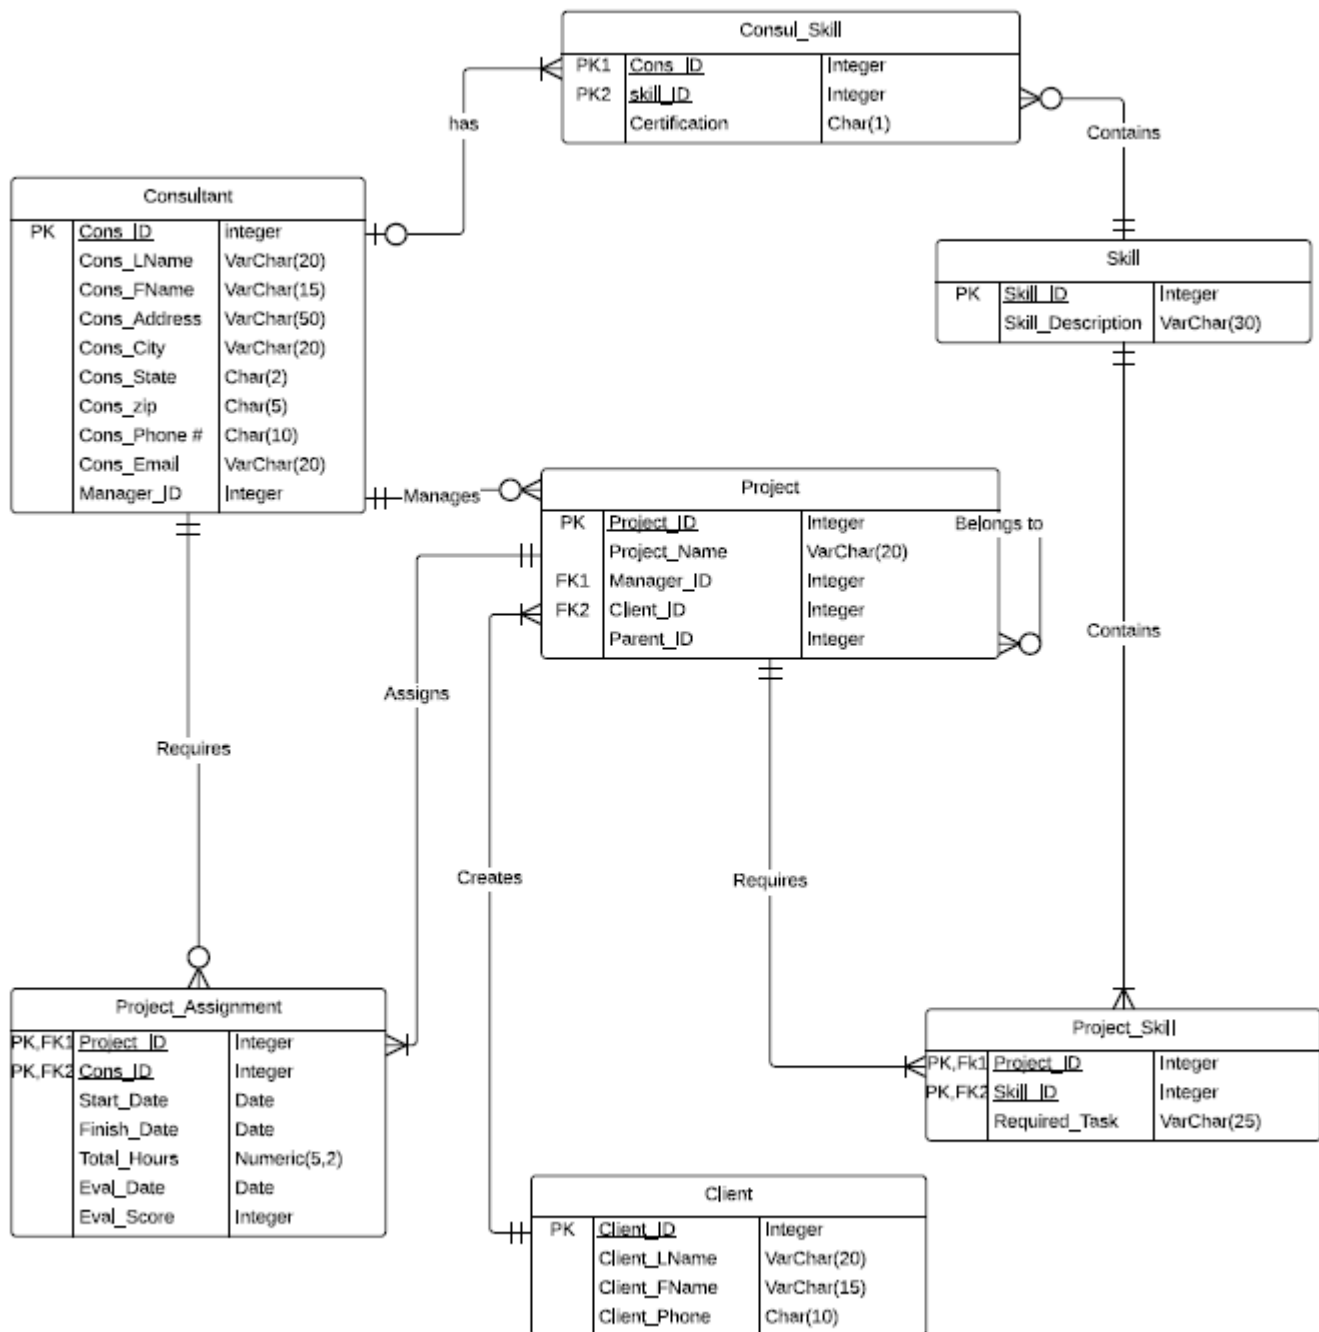 Consul_Skill
PK1 Cons_ID Integer
PK2 skill_ID Integer
Certification Char(1)
has
Contains
Consultant
PK Cons_ID integer
Cons_LName VarChar(20)
Cons_FName VarChar(15)
Cons_Address VarChar(50)
Cons_City VarChar(20)
Cons_State Char(2)
Cons_zip Char(5)
Cons_Phone # Char(10)
Cons_Email VarChar(20)
Manager_ID Integer
Skill
PK Skill_ID Integer
Skill_Description VarChar(30)
Manages
Project
PK Project_ID Integer
Project_Name VarChar(20)
FK1 Manager_ID Integer
FK2 Client_ID Integer
Parent_ID Integer
Belongs to
Contains
Assigns
Requires
Creates
Requires
Project_Assignment
PK,FK1 Project_ID Integer
PK,FK2 Cons_ID Integer
Start_Date Date
Finish_Date Date
Total_Hours Numeric(5,2)
Eval_Date Date
Eval_Score Integer
Project_Skill
PK,Fk1 Project_ID Integer
PK,FK2 Skill_ID Integer
Required_Task VarChar(25)
Client
PK Client_ID Integer
Client_LName VarChar(20)
Client_FName VarChar(15)
Client_Phone Char(10)